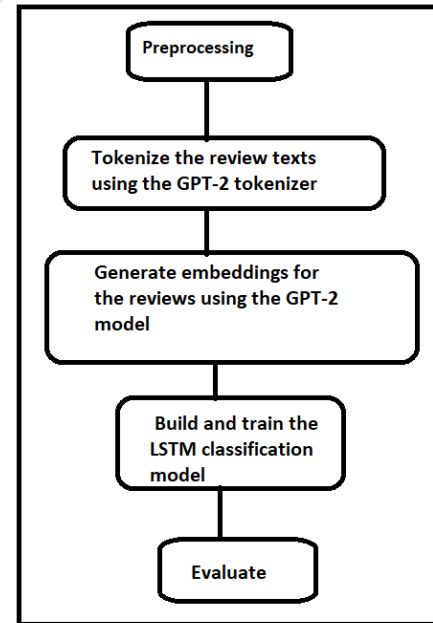 Preprocessing
Tokenize the review texts
using the GPT-2 tokenizer
Generate embeddings for
the reviews using the GPT-2
model
Build and train the
LSTM classification
model
Evaluate